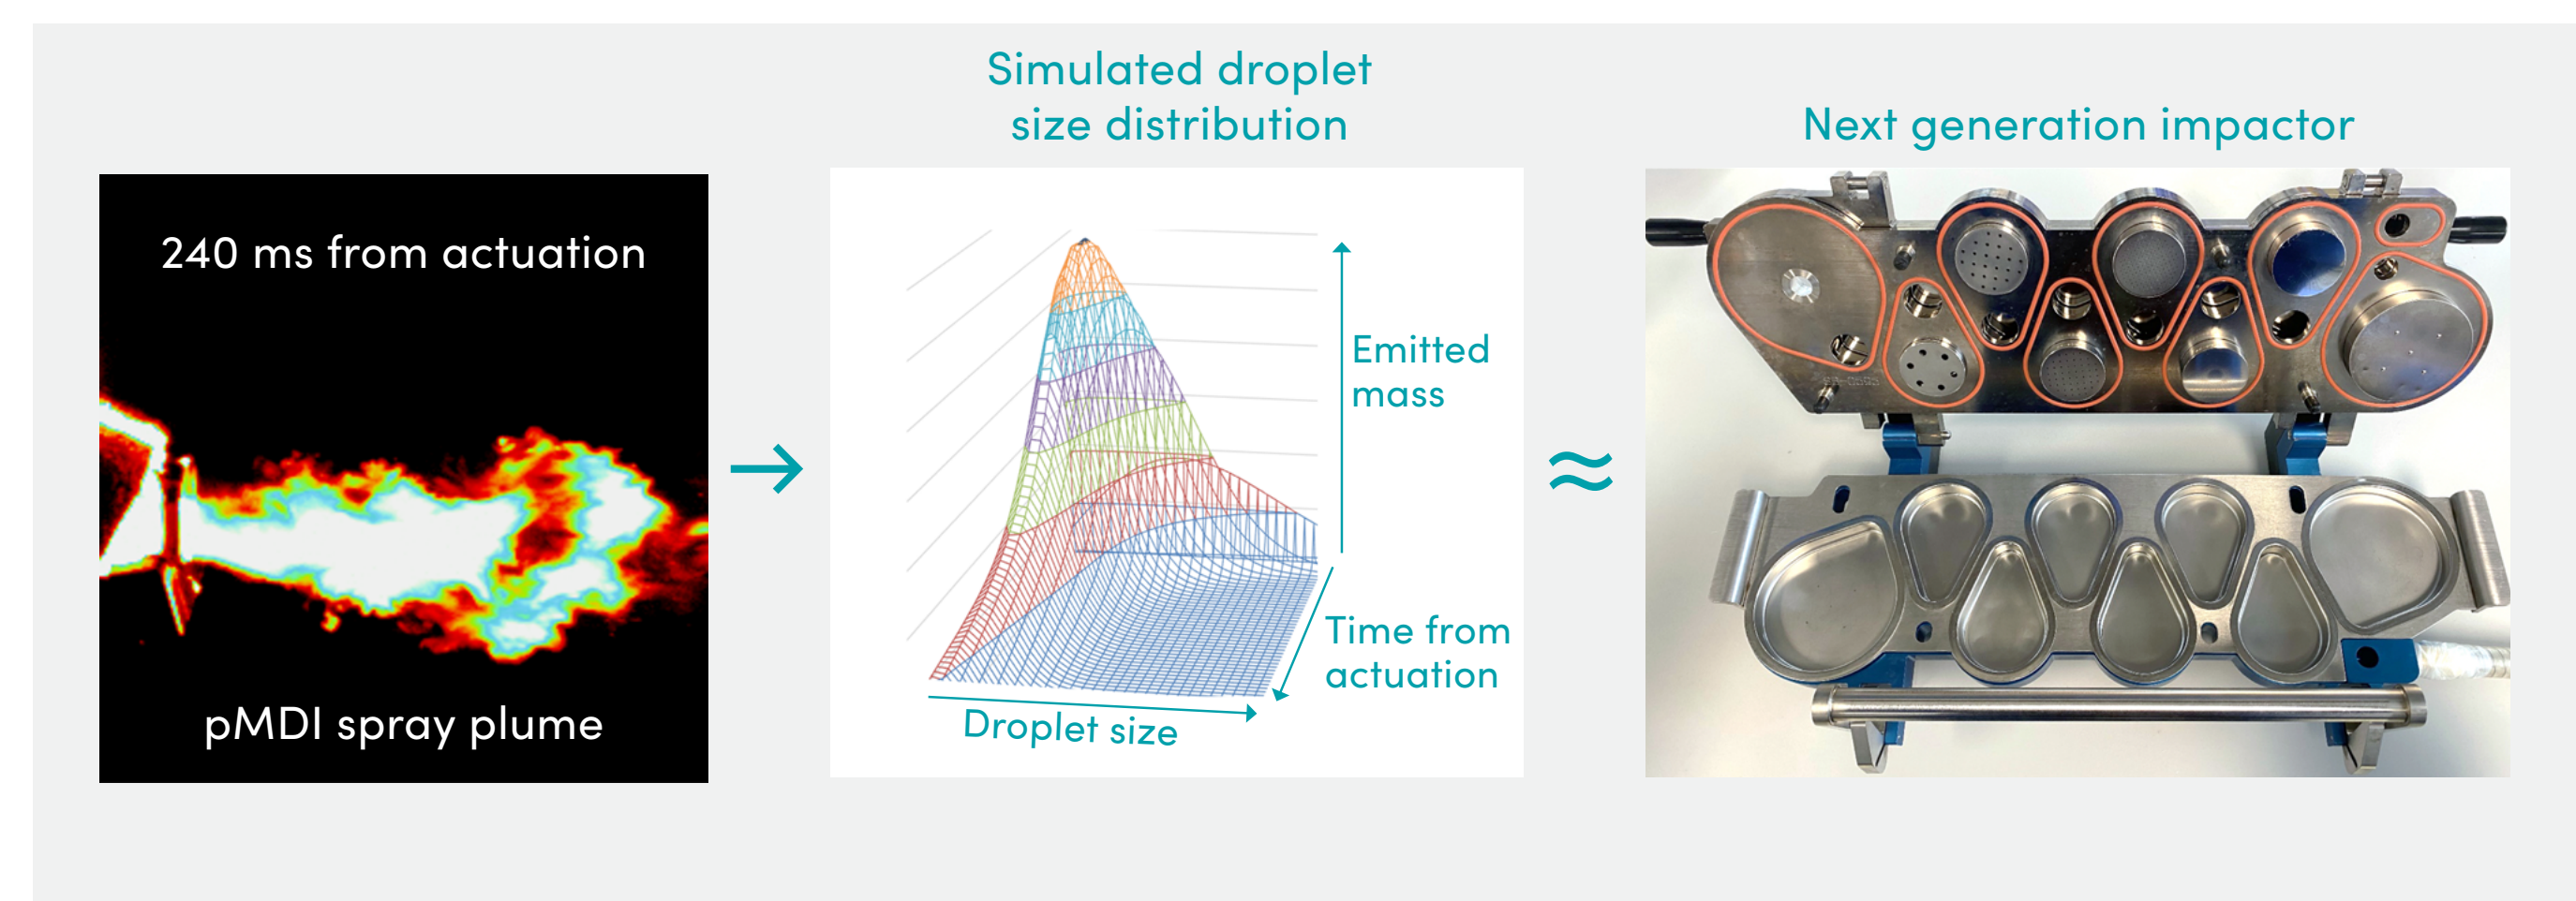 Simulated droplet
size distribution
Next generation impactor
240 ms from actuation
pMDI spray plume
→
Emitted
mass
Time from
actuation
Droplet size
≈